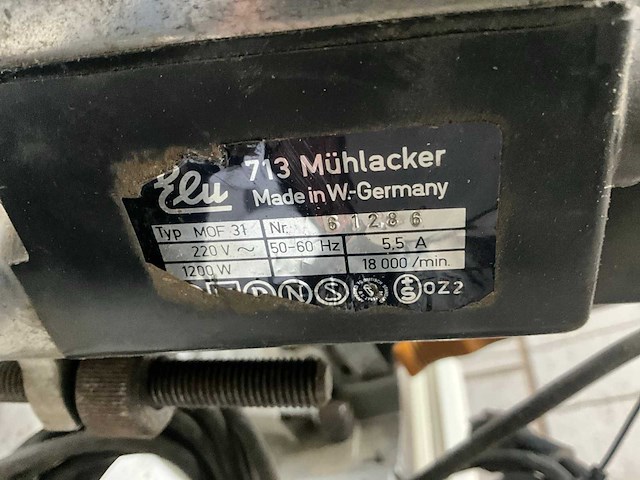 Elu
713 Mühlacker
Made in W.-Germany
Typ MOF 31 Nr. 61286
220 V ~ 50-60 Hz 5,5 A
1200 W 18 000 /min.
D N S OZ2